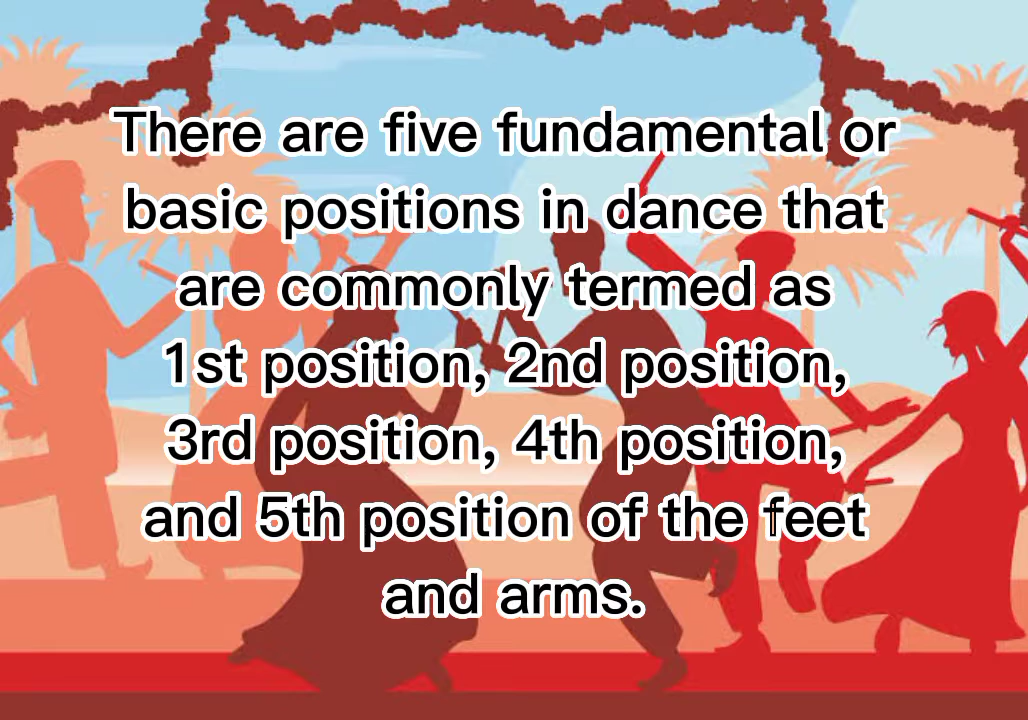 There are five fundamental or
basic positions in dance that
are commonly termed as
1st position, 2nd position,
3rd position, 4th position,
and 5th position of the feet
and arms.